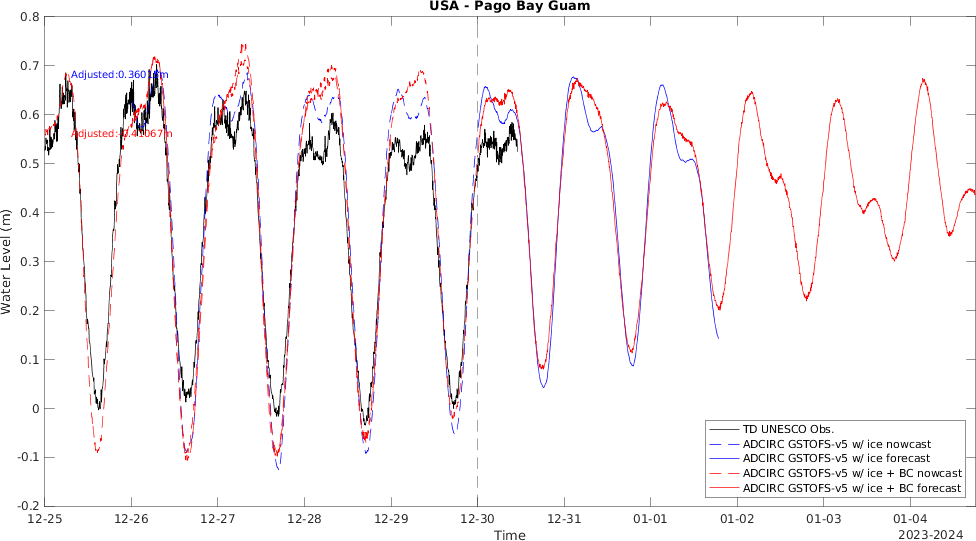 USA - Pago Bay Guam
0.8
0.7
0.6
0.5
0.4
0.3
0.2
0.1
0
-0.1
-0.2
Water Level (m)
12-25
12-26
12-27
12-28
12-29
12-30
12-31
01-01
01-02
01-03
01-04
Time
2023-2024
TD UNESCO Obs.
ADCIRC GSTOFS-v5 w/ ice nowcast
ADCIRC GSTOFS-v5 w/ ice forecast
ADCIRC GSTOFS-v5 w/ ice + BC nowcast
ADCIRC GSTOFS-v5 w/ ice + BC forecast